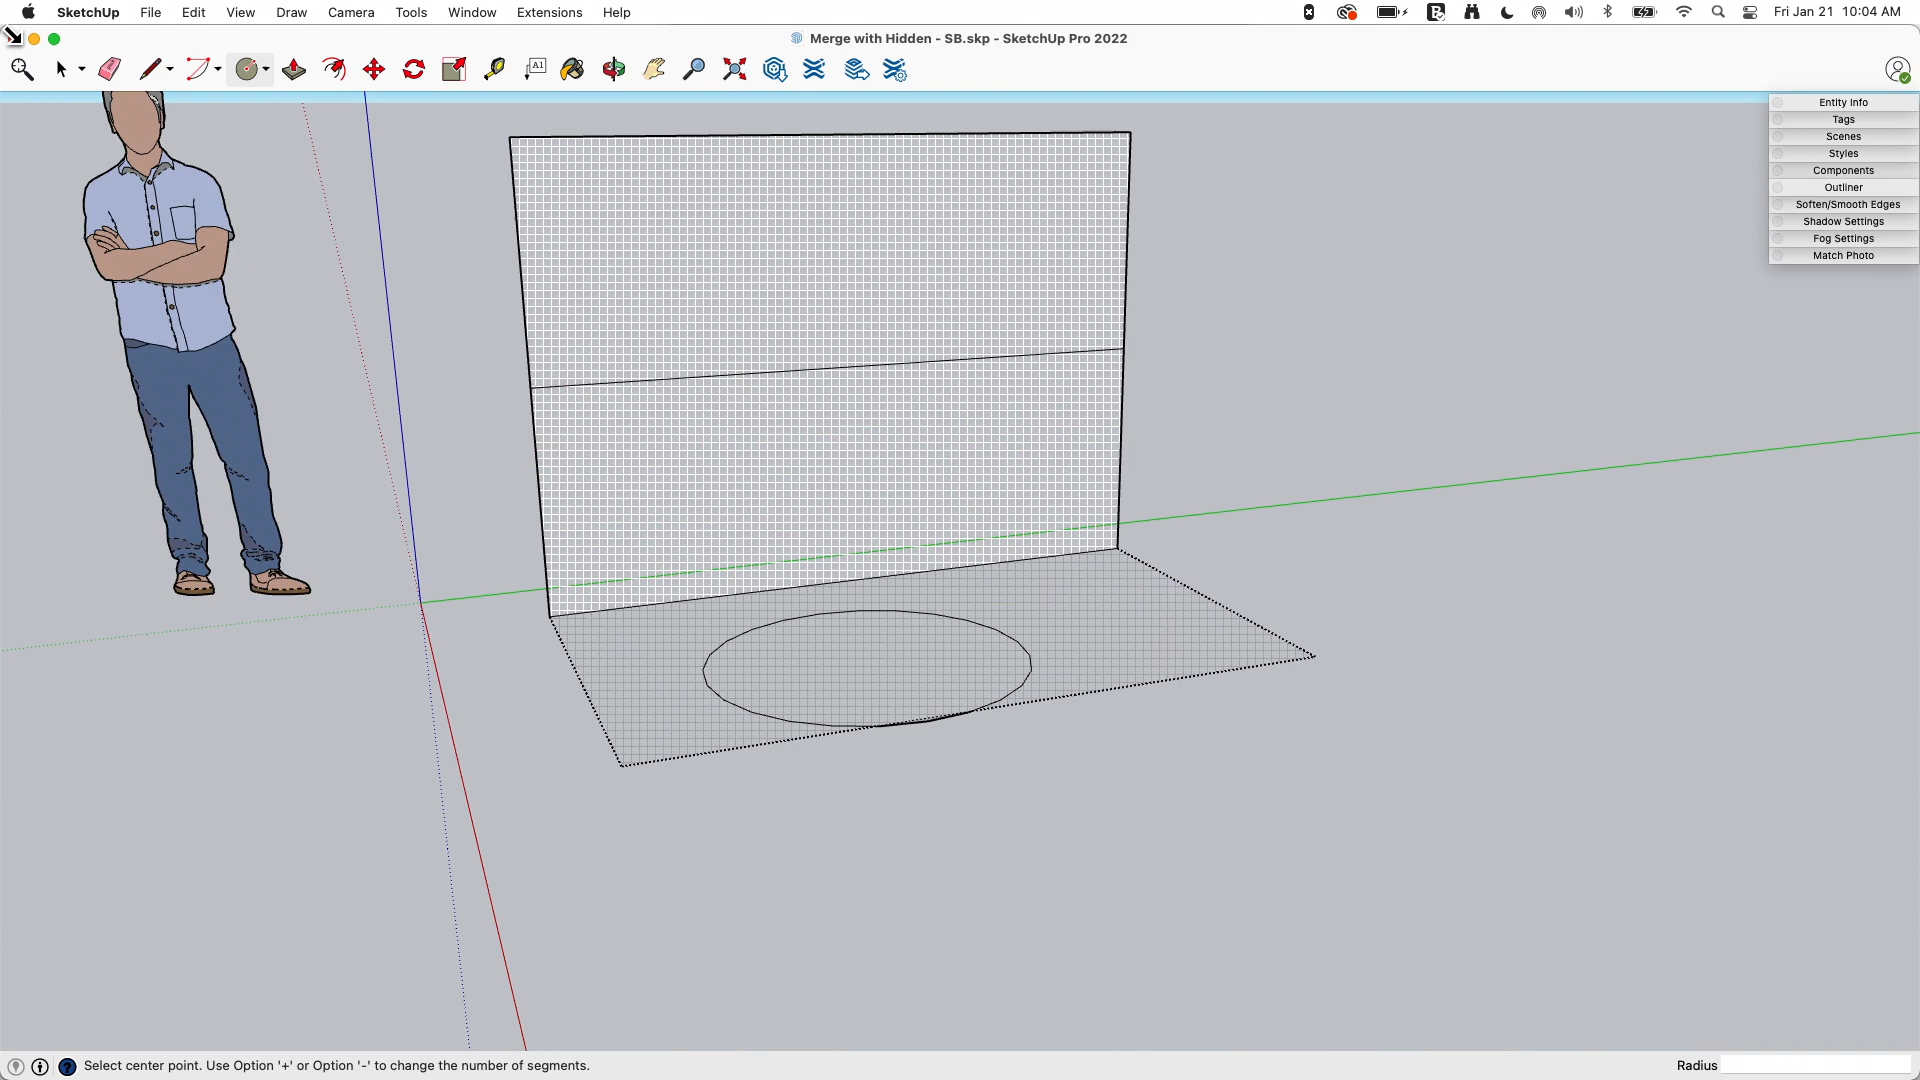 SketchUp File Edit View Draw Camera Tools Window Extensions Help Fri Jan 21 10:04 AM
Merge with Hidden - SB.skp - SketchUp Pro 2022
A1
Entity Info
Tags
Scenes
Styles
Components
Outliner
Soften/Smooth Edges
Shadow Settings
Fog Settings
Match Photo
Select center point. Use Option '+' or Option '-' to change the number of segments. Radius